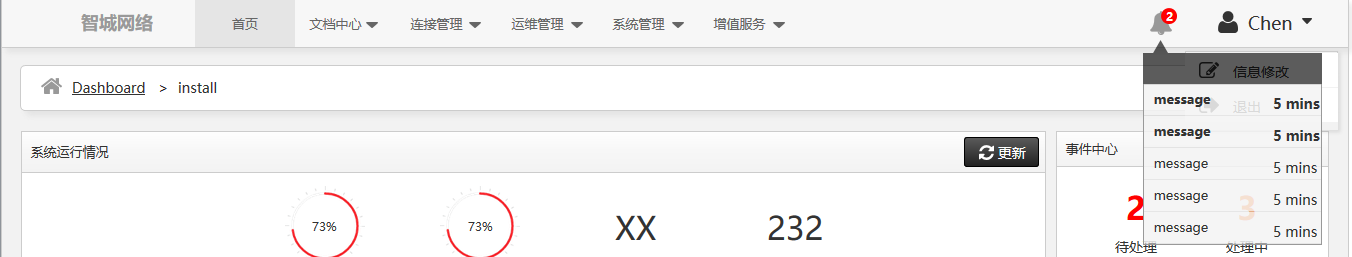 智城网络 首页 文档中心 连接管理 运维管理 系统管理 增值服务 2 Chen
Dashboard > install
信息修改
退出
message 5 mins
message 5 mins
message 5 mins
message 5 mins
message 5 mins
系统运行情况 更新
73% 73% XX 232
事件中心
2 3
待处理 处理中